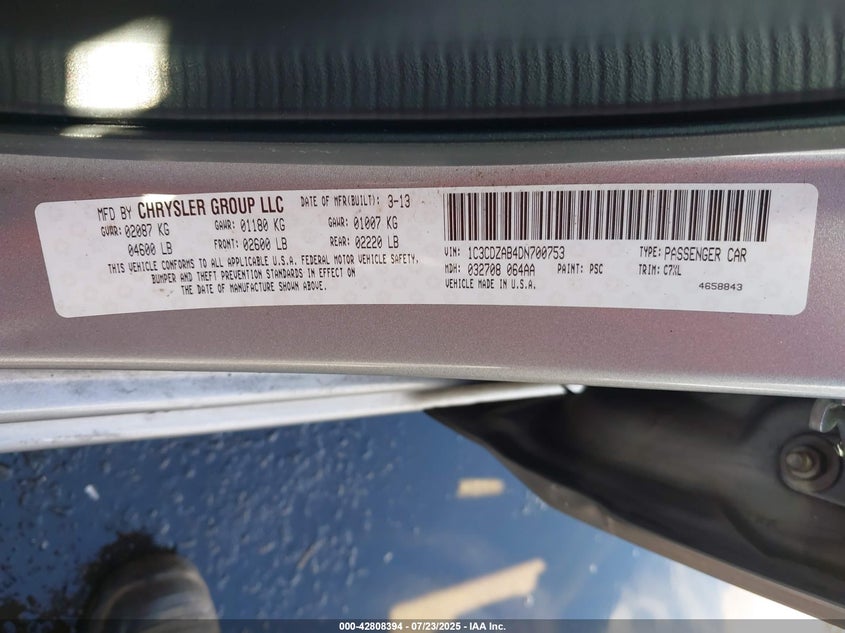 MFD BY CHRYSLER GROUP LLC DATE OF MFR(BUILT): 3-13
GVWR: 02087 KG GAWR: 01180 KG GAWR: 01007 KG
04600 LB FRONT: 02600 LB REAR: 02220 LB
THIS VEHICLE CONFORMS TO ALL APPLICABLE U.S.A. FEDERAL MOTOR VEHICLE SAFETY,
BUMPER AND THEFT PREVENTION STANDARDS IN EFFECT ON
THE DATE OF MANUFACTURE SHOWN ABOVE.
VIN: 1C3CDZAB4DN700753 TYPE: PASSENGER CAR
MDH: 032708 064AA PAINT: PSC TRIM: C7XL
VEHICLE MADE IN U.S.A. 4658843
000-42808394 - 07/23/2025 - IAA Inc.